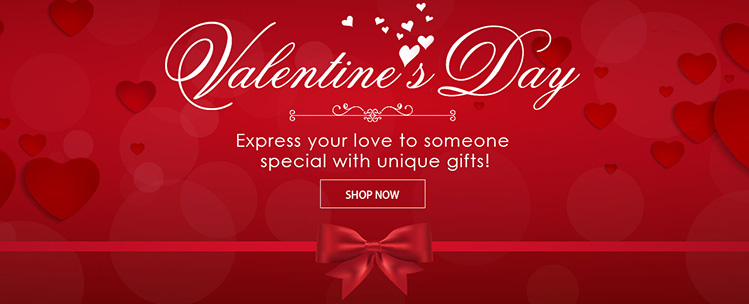 Valentine's Day
Express your love to someone
special with unique gifts!
SHOP NOW